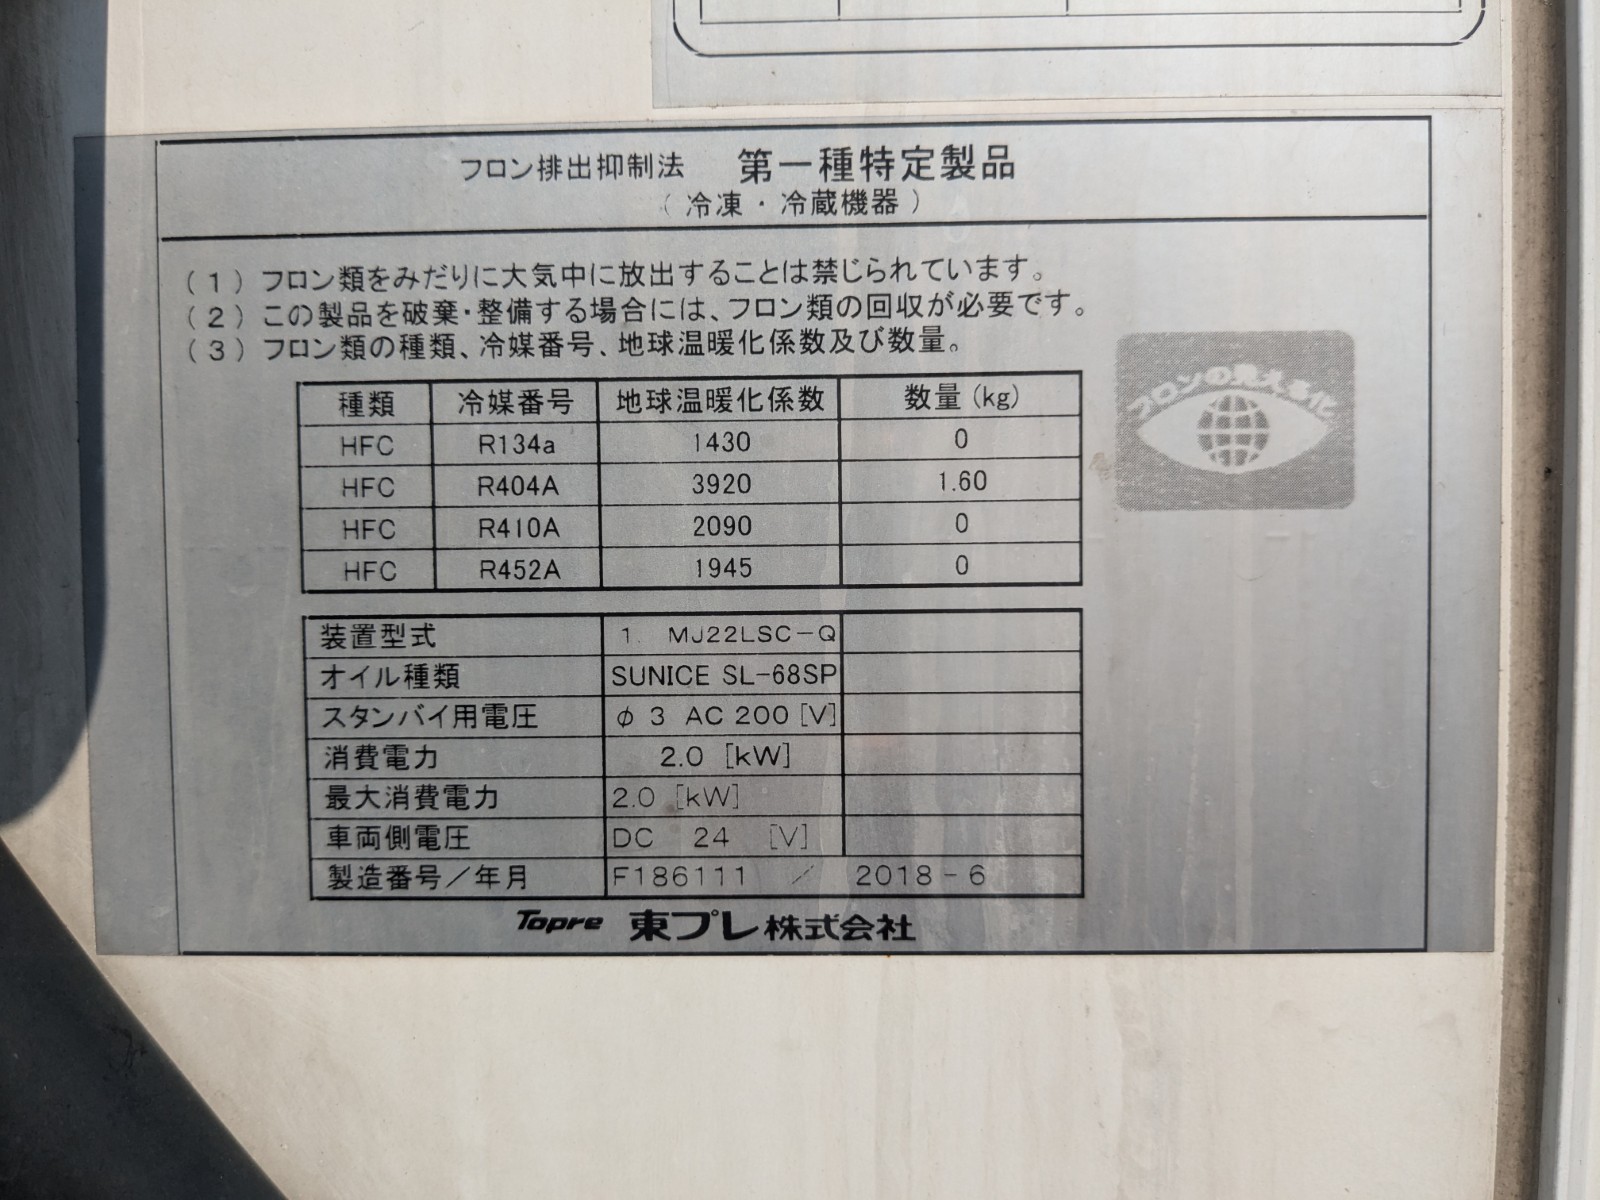 フロン排出抑制法 第一種特定製品
（冷凍・冷蔵機器）
（1）フロン類をみだりに大気中に放出することは禁じられています。
（2）この製品を破棄・整備する場合には、フロン類の回収が必要です。
（3）フロン類の種類、冷媒番号、地球温暖化係数及び数量。
フロンの見える化
種類 冷媒番号 地球温暖化係数 数量(kg)
HFC R134a 1430 0
HFC R404A 3920 1.60
HFC R410A 2090 0
HFC R452A 1945 0
装置型式 1. MJ22LSC-Q
オイル種類 SUNICE SL-68SP
スタンバイ用電圧 φ3 AC 200 [V]
消費電力 2.0 [kW]
最大消費電力 2.0 [kW]
車両側電圧 DC 24 [V]
製造番号／年月 F186111 ／ 2018-6
Topre 東プレ株式会社